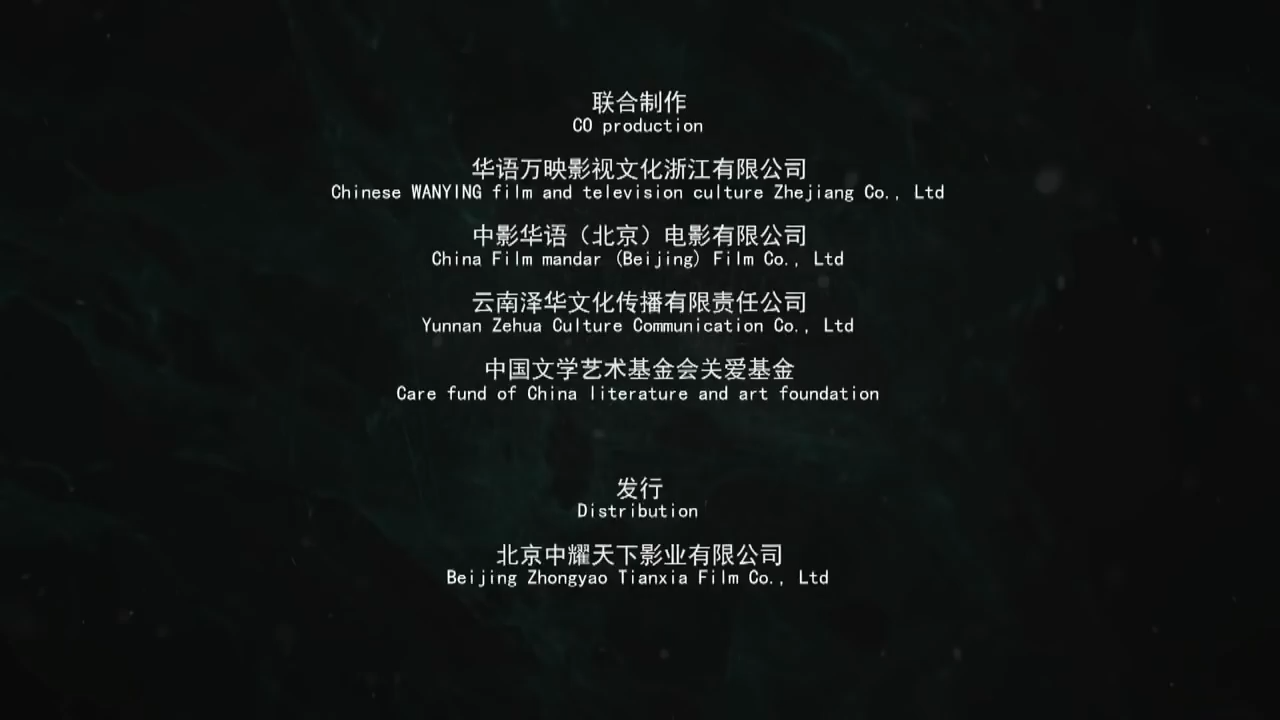 联合制作
CO production
华语万映影视文化浙江有限公司
Chinese WANYING film and television culture Zhejiang Co., Ltd
中影华语（北京）电影有限公司
China Film mandar (Beijing) Film Co., Ltd
云南泽华文化传播有限责任公司
Yunnan Zehua Culture Communication Co., Ltd
中国文学艺术基金会关爱基金
Care fund of China literature and art foundation
发行
Distribution
北京中耀天下影业有限公司
Beijing Zhongyao Tianxia Film Co., Ltd